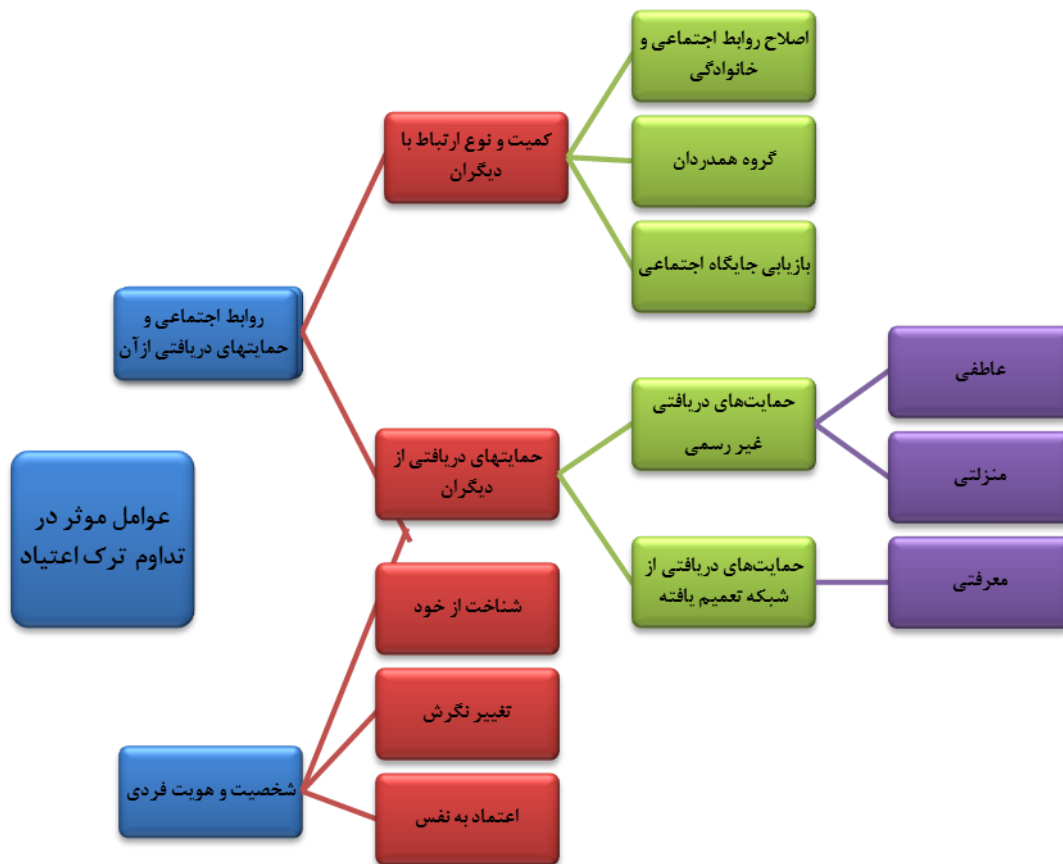 اصلاح روابط اجتماعی و
خانوادگی
کمیت و نوع ارتباط با
دیگران
گروه همدردان
بازیابی جایگاه اجتماعی
روابط اجتماعی و
حمایتهای دریافتی ازآن
عاطفی
حمایت‌های دریافتی
غیر رسمی
حمایتهای دریافتی از
دیگران
منزلتی
عوامل موثر در
تداوم ترک اعتیاد
حمایت‌های دریافتی از
شبکه تعمیم یافته
معرفتی
شناخت از خود
تغییر نگرش
شخصیت و هویت فردی
اعتماد به نفس